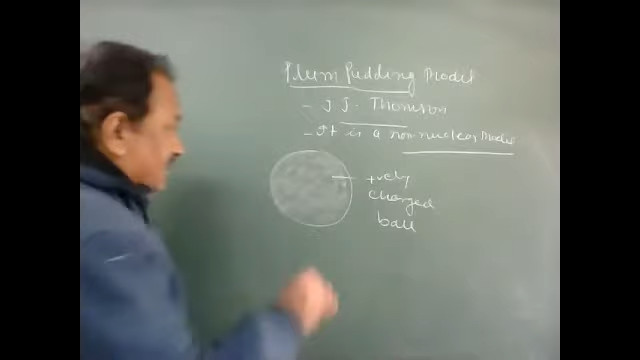 Plum Pudding Model
- J. J. Thomson
- It is a non nuclear Model
+vely
charged
ball